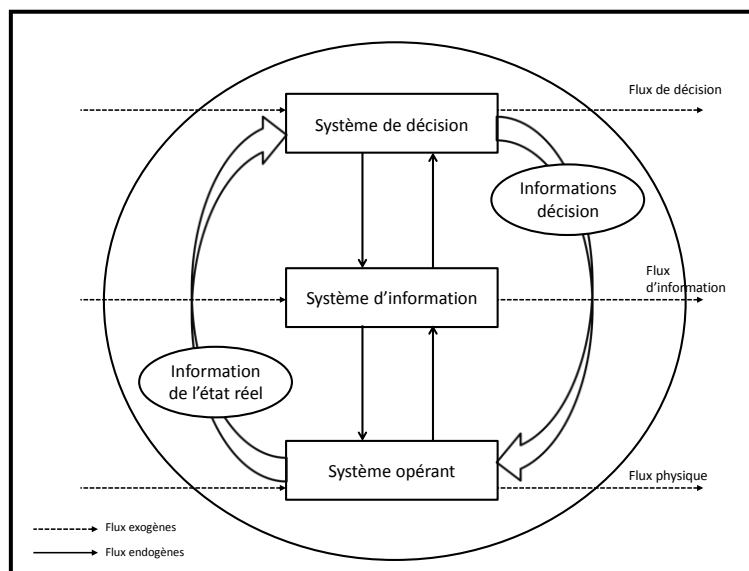 Flux de décision
Système de décision
Informations
décision
Flux
d’information
Système d’information
Information
de l’état réel
Système opérant
Flux physique
Flux exogènes
Flux endogènes